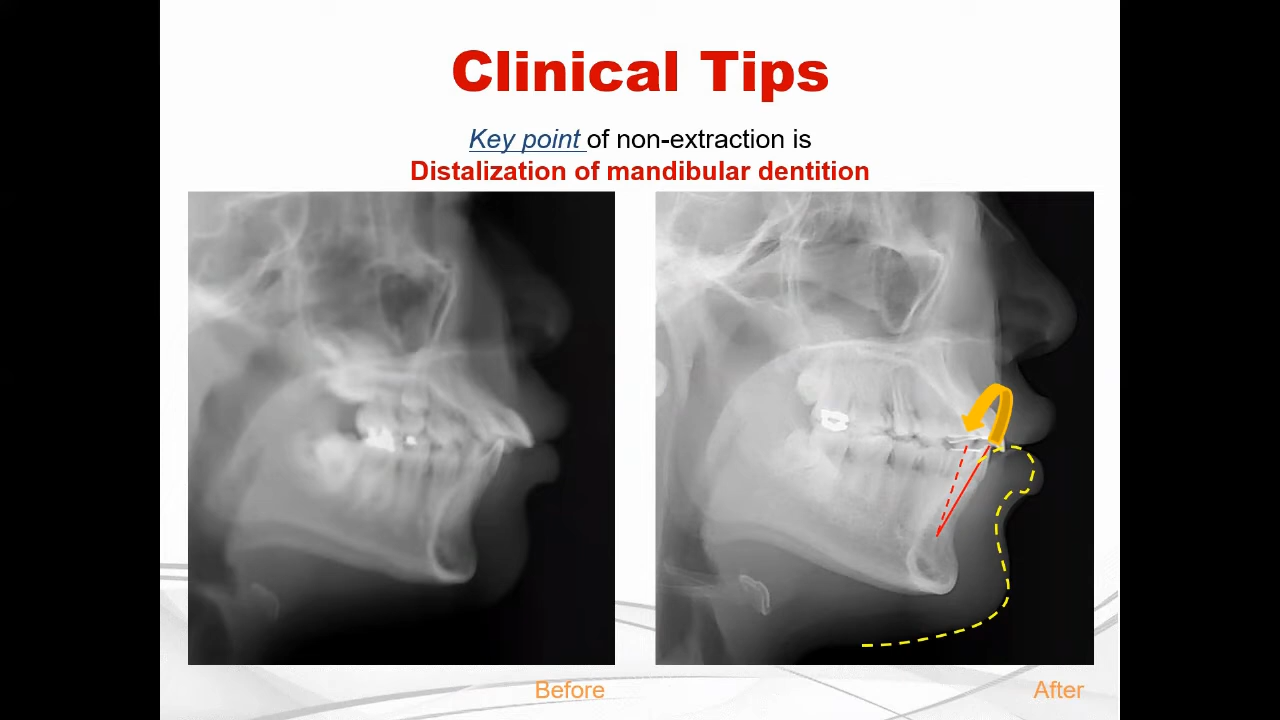 Clinical Tips
Key point of non-extraction is
Distalization of mandibular dentition
Before
After